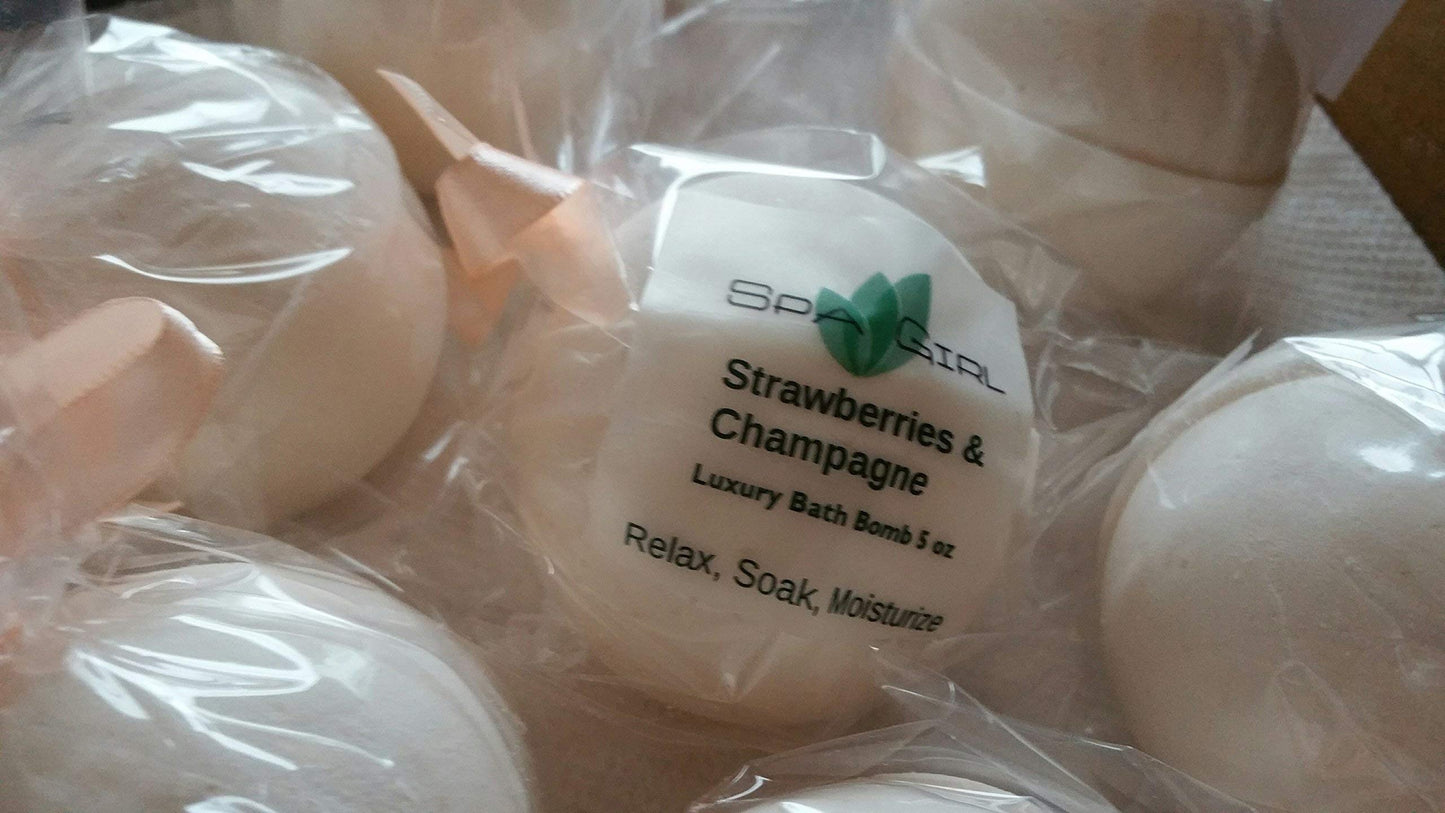 SPA GIRL
Strawberries &
Champagne
Luxury Bath Bomb 5 oz
Relax, Soak, Moisturize